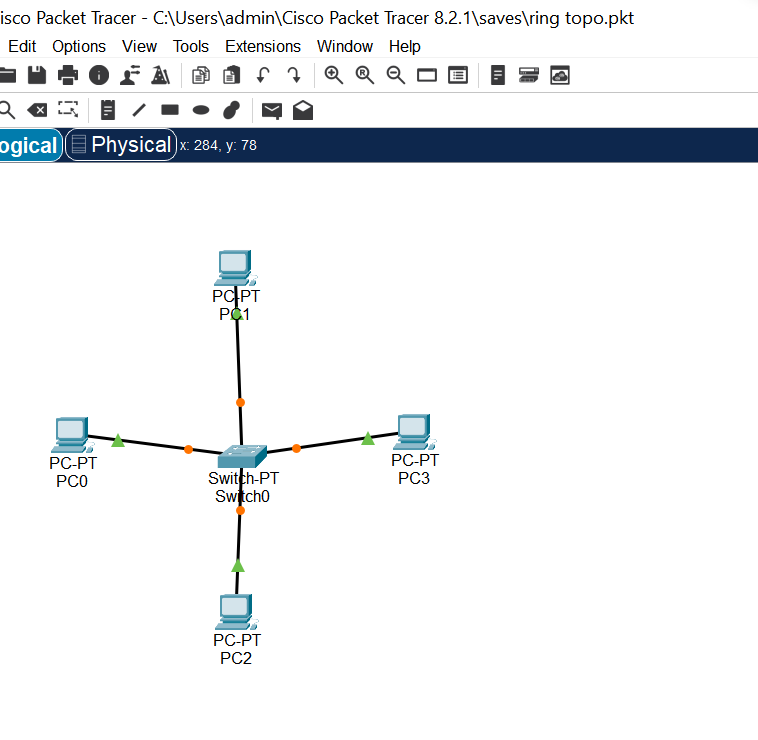 isco Packet Tracer - C:\Users\admin\Cisco Packet Tracer 8.2.1\saves\ring topo.pkt
Edit Options View Tools Extensions Window Help
ogical Physical x: 284, y: 78
PC-PT
PC1
PC-PT
PC0
Switch-PT
Switch0
PC-PT
PC3
PC-PT
PC2